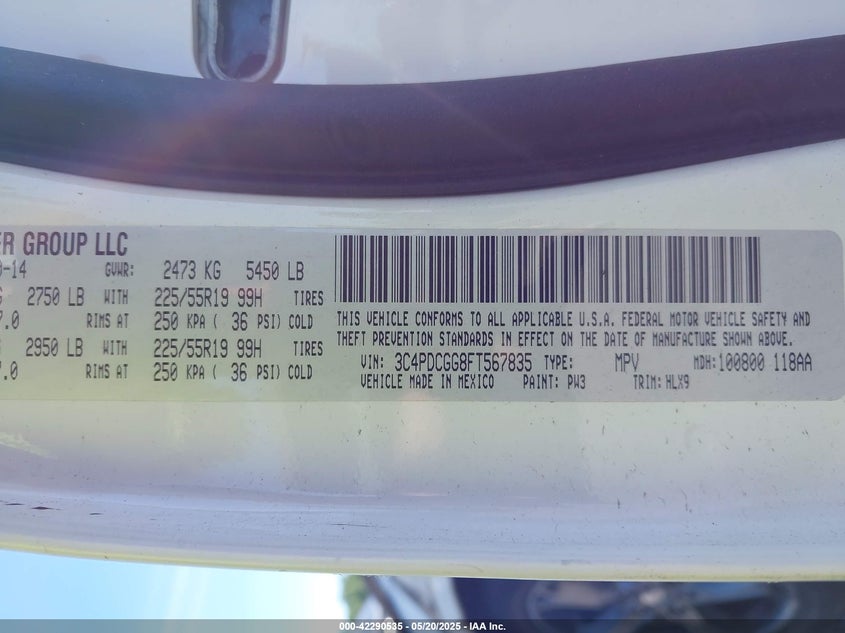 ER GROUP LLC
-14 GVWR: 2473 KG 5450 LB
2750 LB WITH 225/55R19 99H TIRES
7.0 RIMS AT 250 KPA ( 36 PSI) COLD
2950 LB WITH 225/55R19 99H TIRES
7.0 RIMS AT 250 KPA ( 36 PSI) COLD
THIS VEHICLE CONFORMS TO ALL APPLICABLE U.S.A. FEDERAL MOTOR VEHICLE SAFETY AND
THEFT PREVENTION STANDARDS IN EFFECT ON THE DATE OF MANUFACTURE SHOWN ABOVE.
VIN: 3C4PDCGG8FT567835 TYPE: MPV MDH:100800 118AA
VEHICLE MADE IN MEXICO PAINT: PW3 TRIM: HLX9
000-42290535 - 05/20/2025 - IAA Inc.